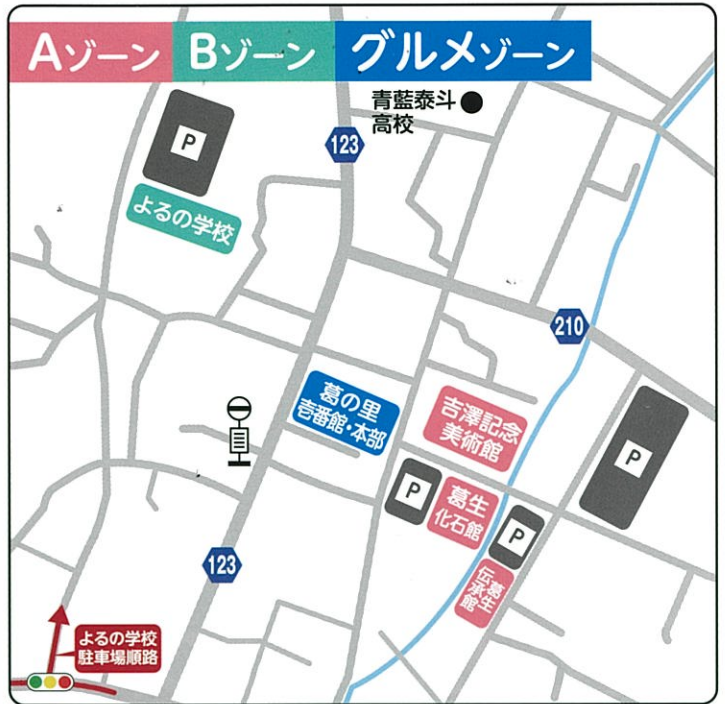 Aゾーン Bゾーン グルメゾーン
青藍泰斗
高校
P
123
よるの学校
210
葛の里
壱番館・本部
吉澤記念
美術館
P
P
葛生
化石館
P
葛生
伝承館
123
よるの学校
駐車場順路